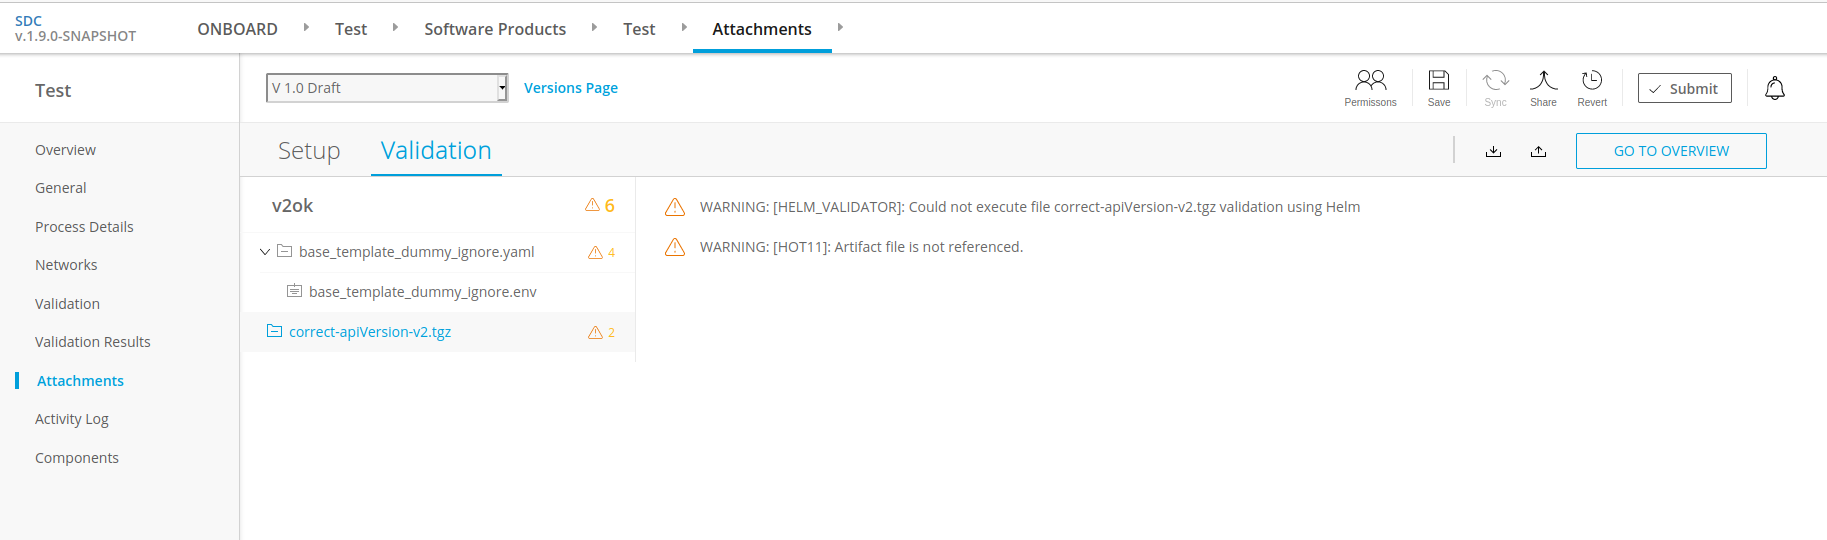 SDC
v.1.9.0-SNAPSHOT
ONBOARD Test Software Products Test Attachments
Test
V 1.0 Draft Versions Page
Permissons Save Sync Share Revert Submit
Overview
General
Process Details
Networks
Validation
Validation Results
Attachments
Activity Log
Components
Setup Validation GO TO OVERVIEW
v2ok 6
base_template_dummy_ignore.yaml 4
base_template_dummy_ignore.env
correct-apiVersion-v2.tgz 2
WARNING: [HELM_VALIDATOR]: Could not execute file correct-apiVersion-v2.tgz validation using Helm
WARNING: [HOT11]: Artifact file is not referenced.